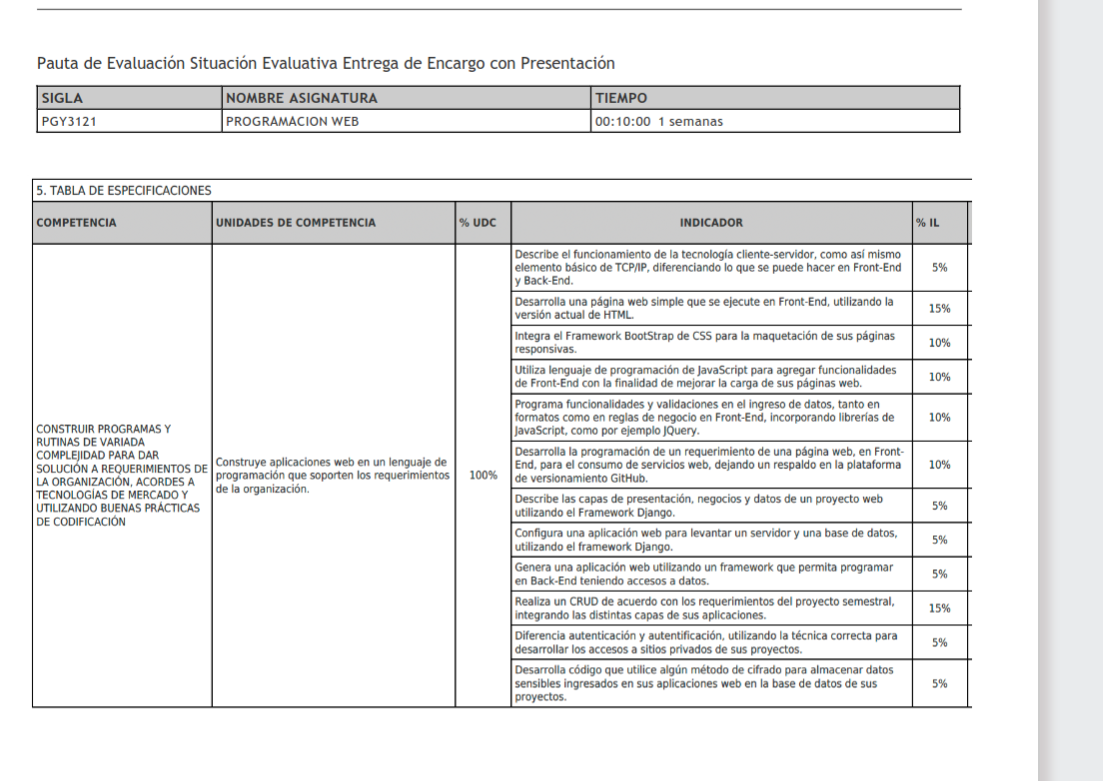 Pauta de Evaluación Situación Evaluativa Entrega de Encargo con Presentación
SIGLA NOMBRE ASIGNATURA TIEMPO
PGY3121 PROGRAMACION WEB 00:10:00 1 semanas
5. TABLA DE ESPECIFICACIONES
COMPETENCIA UNIDADES DE COMPETENCIA % UDC INDICADOR % IL
CONSTRUIR PROGRAMAS Y
RUTINAS DE VARIADA
COMPLEJIDAD PARA DAR
SOLUCIÓN A REQUERIMIENTOS DE
LA ORGANIZACIÓN, ACORDES A
TECNOLOGÍAS DE MERCADO Y
UTILIZANDO BUENAS PRÁCTICAS
DE CODIFICACIÓN
Construye aplicaciones web en un lenguaje de
programación que soporten los requerimientos
de la organización.
100%
Describe el funcionamiento de la tecnología cliente-servidor, como así mismo
elemento básico de TCP/IP, diferenciando lo que se puede hacer en Front-End
y Back-End.
5%
Desarrolla una página web simple que se ejecute en Front-End, utilizando la
versión actual de HTML.
15%
Integra el Framework BootStrap de CSS para la maquetación de sus páginas
responsivas.
10%
Utiliza lenguaje de programación de JavaScript para agregar funcionalidades
de Front-End con la finalidad de mejorar la carga de sus páginas web.
10%
Programa funcionalidades y validaciones en el ingreso de datos, tanto en
formatos como en reglas de negocio en Front-End, incorporando librerías de
JavaScript, como por ejemplo JQuery.
10%
Desarrolla la programación de un requerimiento de una página web, en Front-
End, para el consumo de servicios web, dejando un respaldo en la plataforma
de versionamiento GitHub.
10%
Describe las capas de presentación, negocios y datos de un proyecto web
utilizando el Framework Django.
5%
Configura una aplicación web para levantar un servidor y una base de datos,
utilizando el framework Django.
5%
Genera una aplicación web utilizando un framework que permita programar
en Back-End teniendo accesos a datos.
5%
Realiza un CRUD de acuerdo con los requerimientos del proyecto semestral,
integrando las distintas capas de sus aplicaciones.
15%
Diferencia autenticación y autentificación, utilizando la técnica correcta para
desarrollar los accesos a sitios privados de sus proyectos.
5%
Desarrolla código que utilice algún método de cifrado para almacenar datos
sensibles ingresados en sus aplicaciones web en la base de datos de sus
proyectos.
5%